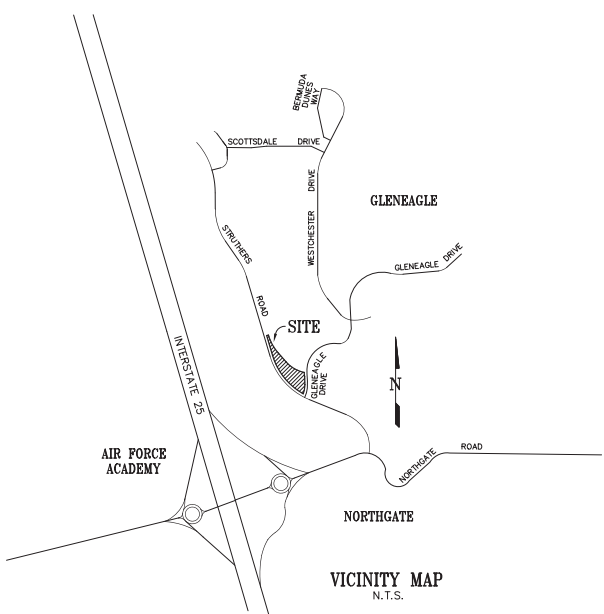 BERMUDA
DUNES
WAY
SCOTTSDALE DRIVE
WESTCHESTER DRIVE
GLENEAGLE
STRUTHERS ROAD
GLENEAGLE DRIVE
SITE
GLENEAGLE
DRIVE
INTERSTATE 25
N
AIR FORCE
ACADEMY
NORTHGATE ROAD
NORTHGATE
VICINITY MAP
N.T.S.